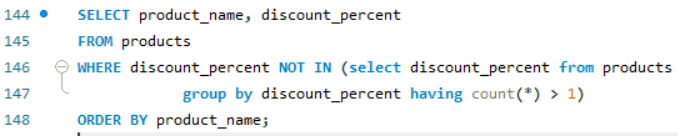 144 SELECT product_name, discount_percent
145 FROM products
146 WHERE discount_percent NOT IN (select discount_percent from products
147 group by discount_percent having count(*) > 1)
148 ORDER BY product_name;